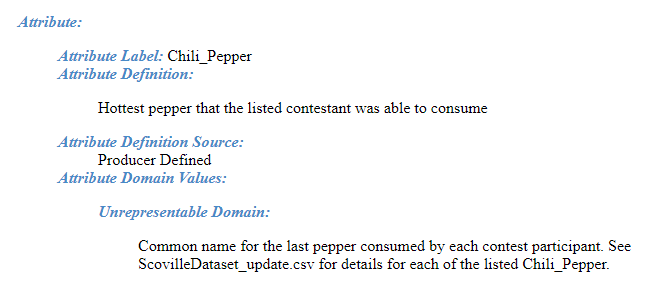 Attribute:
Attribute Label: Chili_Pepper
Attribute Definition:
Hottest pepper that the listed contestant was able to consume
Attribute Definition Source:
Producer Defined
Attribute Domain Values:
Unrepresentable Domain:
Common name for the last pepper consumed by each contest participant. See
ScovilleDataset_update.csv for details for each of the listed Chili_Pepper.